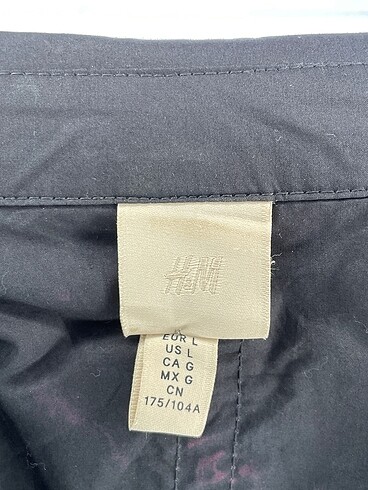 H&M
EUR L
US L
CA G
MX G
CN
175/104A